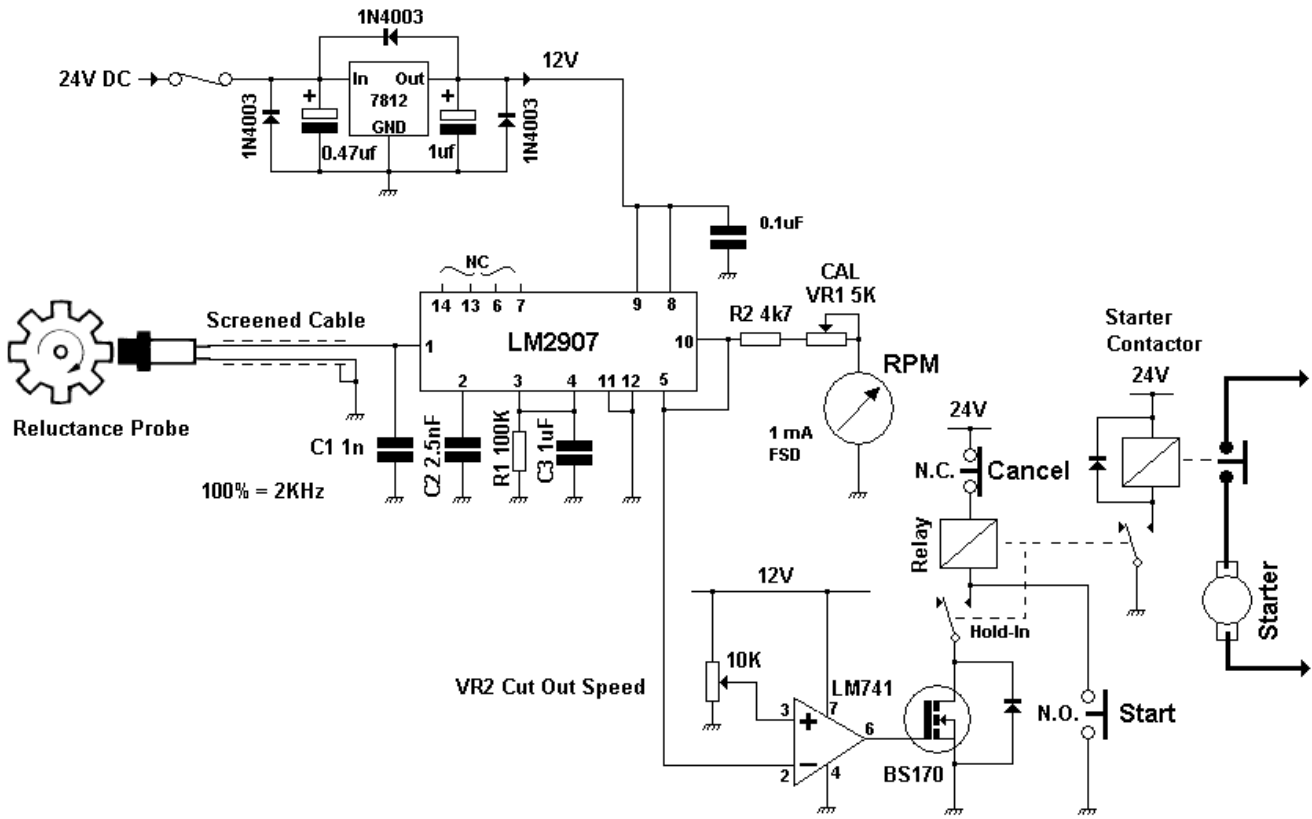 1N4003
24V DC
12V
In
Out
7812
GND
+
+
1N4003
0.47uf
1uf
1N4003
0.1uF
NC
14
13
6
7
9
8
CAL
VR1 5K
R2 4k7
Screened Cable
1
LM2907
10
Starter
Contactor
24V
2
3
4
11
12
5
RPM
Reluctance Probe
1 mA
FSD
24V
C1 1n
C2 2.5nF
R1 100K
C3 1uF
N.C.
Cancel
100% = 2KHz
Relay
12V
Starter
Hold-In
10K
VR2 Cut Out Speed
LM741
3
+
7
6
N.O.
Start
2
−
4
BS170